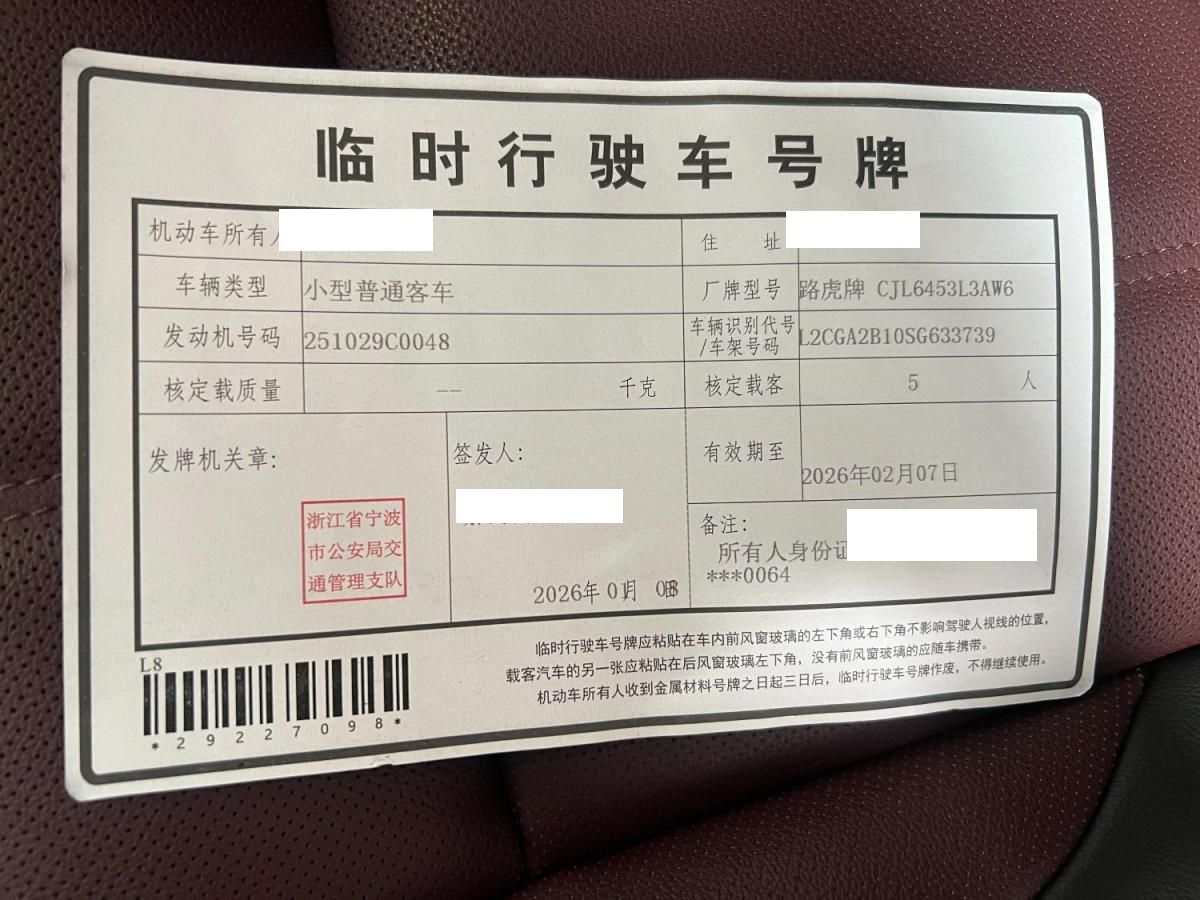 临时行驶车号牌
机动车所有人 住 址
车辆类型 小型普通客车 厂牌型号 路虎牌 CJL6453L3AW6
发动机号码 251029C0048 车辆识别代号/车架号码 L2CGA2B10SG633739
核定载质量 -- 千克 核定载客 5 人
发牌机关章:
浙江省宁波
市公安局交
通管理支队
签发人:
2026年 01月 08日
有效期至 2026年02月07日
备注:
所有人身份证
***0064
L8
*29227098*
临时行驶车号牌应粘贴在车内前风窗玻璃的左下角或右下角不影响驾驶人视线的位置，
载客汽车的另一张应粘贴在后风窗玻璃左下角，没有前风窗玻璃的应随车携带。
机动车所有人收到金属材料号牌之日起三日后，临时行驶车号牌作废，不得继续使用。